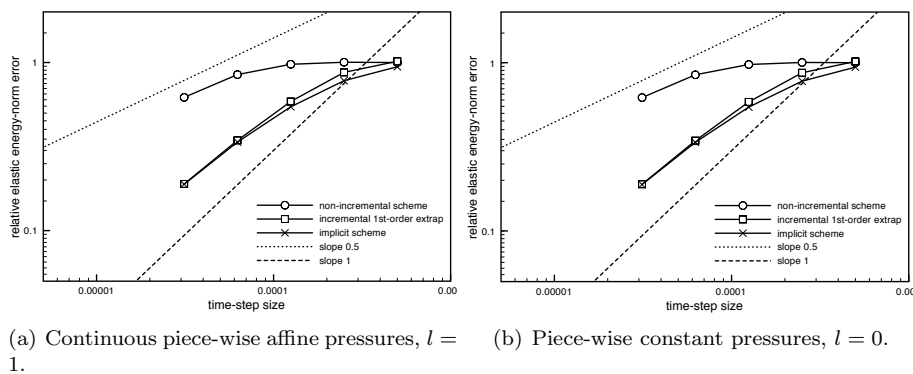 relative elastic energy-norm error
1
0.1
non-incremental scheme
incremental 1st-order extrap
implicit scheme
slope 0.5
slope 1
0.00001
0.0001
0.00
time-step size
(a) Continuous piece-wise affine pressures, l =
1.
relative elastic energy-norm error
1
0.1
non-incremental scheme
incremental 1st-order extrap
implicit scheme
slope 0.5
slope 1
0.00001
0.0001
0.00
time-step size
(b) Piece-wise constant pressures, l = 0.